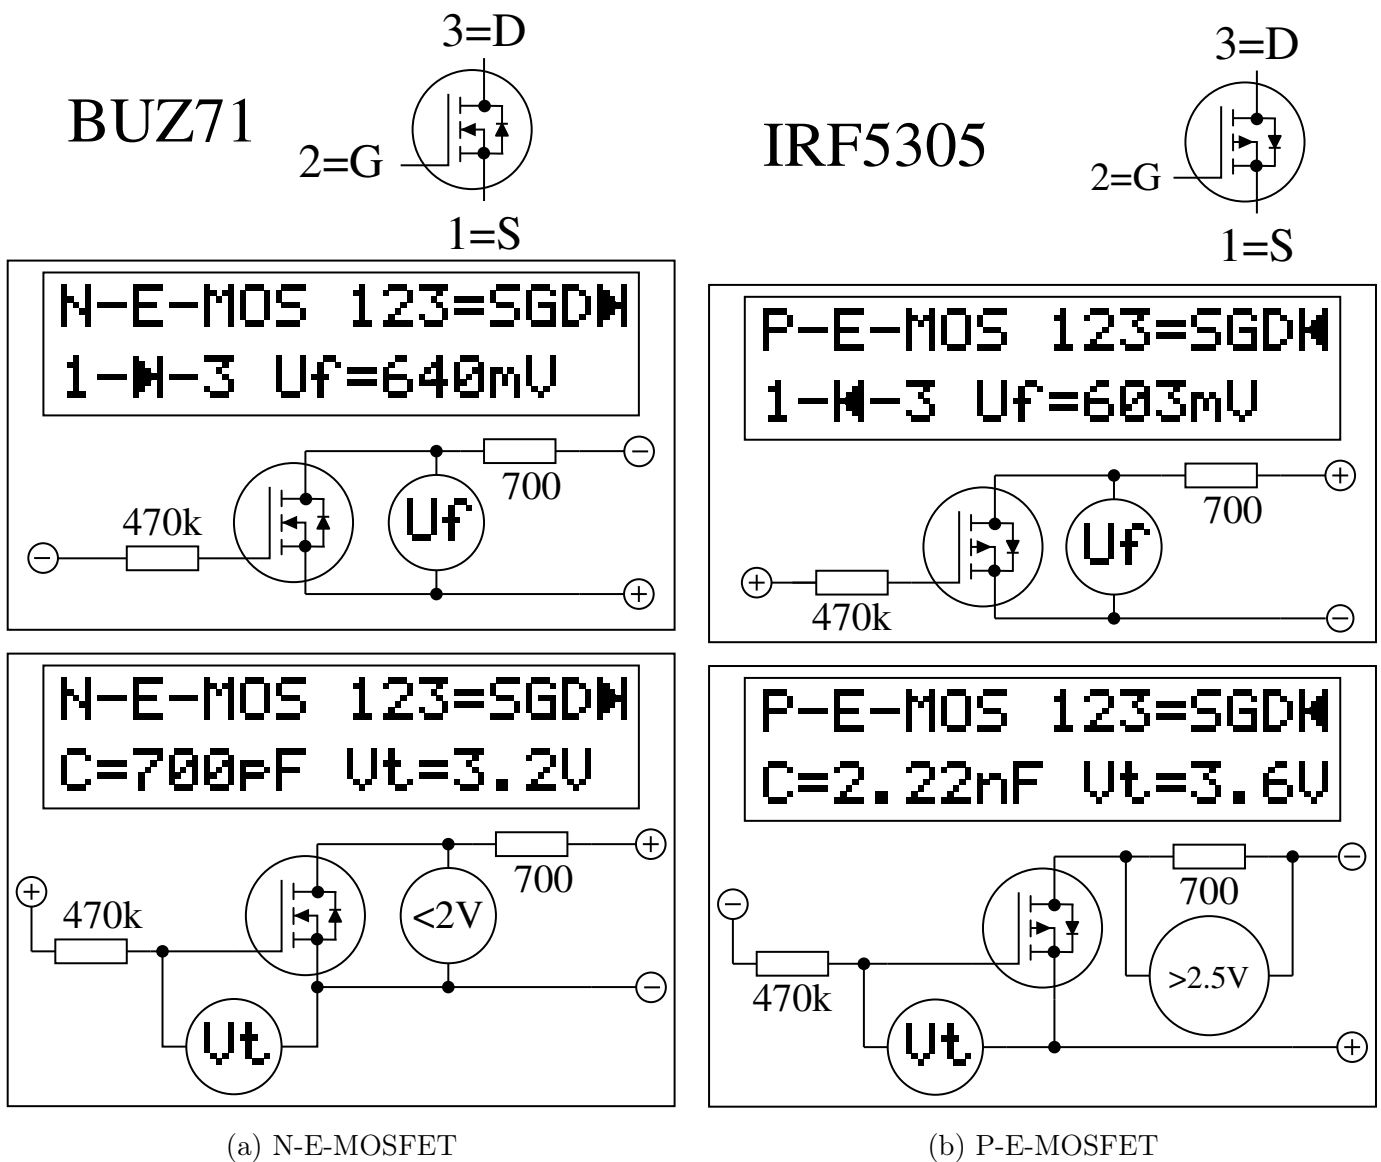 3=D
BUZ71
2=G
1=S
N-E-MOS 123=SGD
1-▶|-3 Uf=640mV
470k
Uf
700
−
−
+
N-E-MOS 123=SGD
C=700pF Vt=3.2V
+
470k
Vt
<2V
700
+
−
(a) N-E-MOSFET
3=D
IRF5305
2=G
1=S
P-E-MOS 123=SGD
1-|◀-3 Uf=603mV
+
470k
Uf
700
+
−
P-E-MOS 123=SGD
C=2.22nF Vt=3.6V
−
470k
Vt
700
>2.5V
−
+
(b) P-E-MOSFET